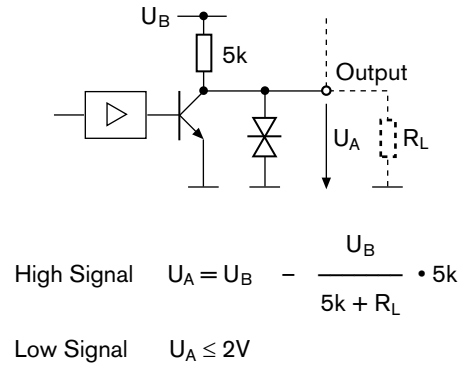 U_B
5k
Output
U_A
R_L
High Signal U_A = U_B – U_B / 5k + R_L • 5k
Low Signal U_A ≤ 2V